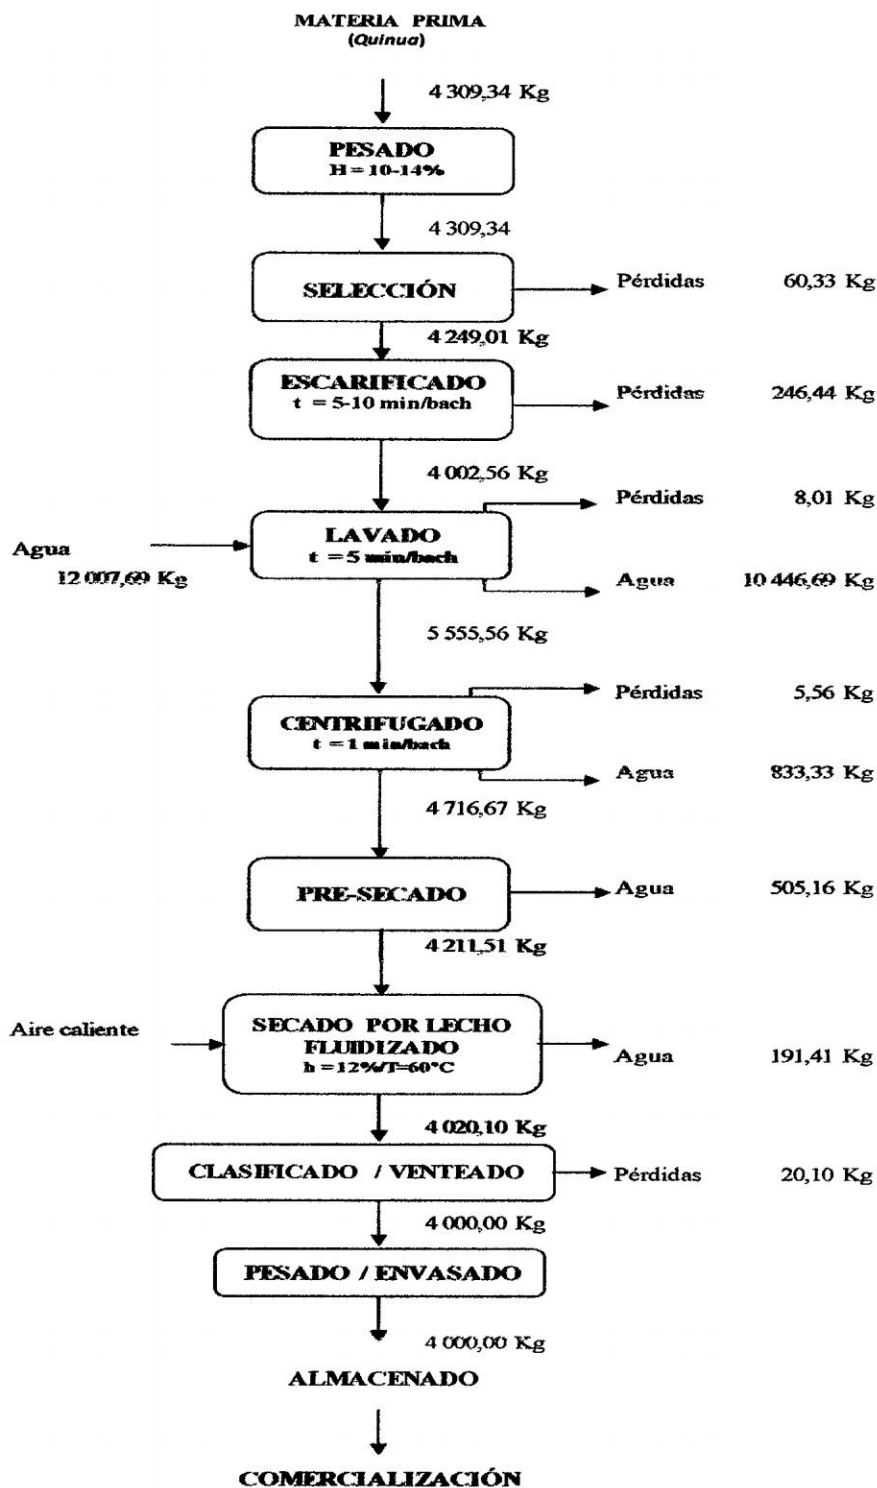 MATERIA PRIMA
(Quinua)
4 309,34 Kg
PESADO
H = 10-14%
4 309,34
SELECCIÓN
Pérdidas 60,33 Kg
4 249,01 Kg
ESCARIFICADO
t = 5-10 min/bach
Pérdidas 246,44 Kg
4 002,56 Kg
Pérdidas 8,01 Kg
LAVADO
t = 5 min/bach
Agua
12 007,69 Kg
Agua 10 446,69 Kg
5 555,56 Kg
Pérdidas 5,56 Kg
CENTRIFUGADO
t = 1 min/bach
Agua 833,33 Kg
4 716,67 Kg
PRE-SECADO
Agua 505,16 Kg
4 211,51 Kg
Aire caliente
SECADO POR LECHO
FLUIDIZADO
h = 12%/T=60°C
Agua 191,41 Kg
4 020,10 Kg
CLASIFICADO / VENTEADO
Pérdidas 20,10 Kg
4 000,00 Kg
PESADO / ENVASADO
4 000,00 Kg
ALMACENADO
COMERCIALIZACIÓN